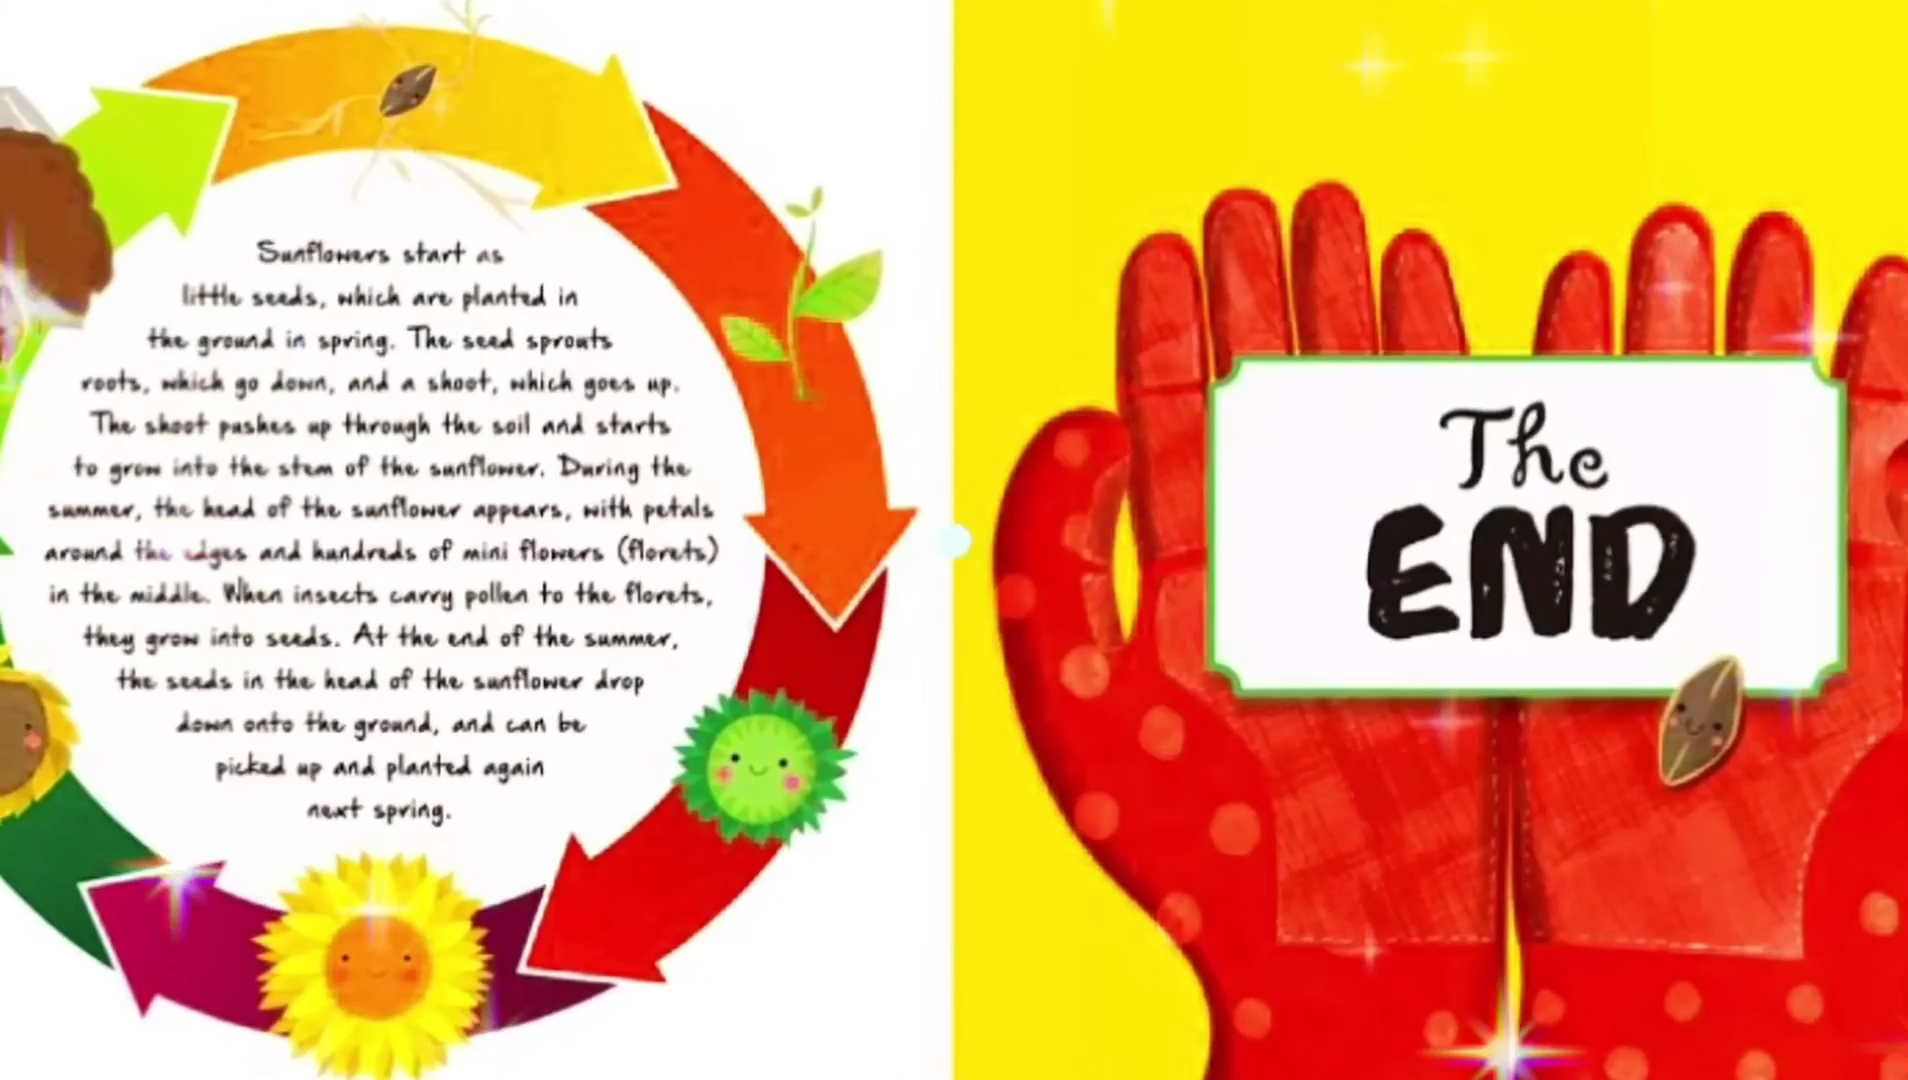 Sunflowers start as
little seeds, which are planted in
the ground in spring. The seed sprouts
roots, which go down, and a shoot, which goes up.
The shoot pushes up through the soil and starts
to grow into the stem of the sunflower. During the
summer, the head of the sunflower appears, with petals
around the edges and hundreds of mini flowers (florets)
in the middle. When insects carry pollen to the florets,
they grow into seeds. At the end of the summer,
the seeds in the head of the sunflower drop
down onto the ground, and can be
picked up and planted again
next spring.
The
END